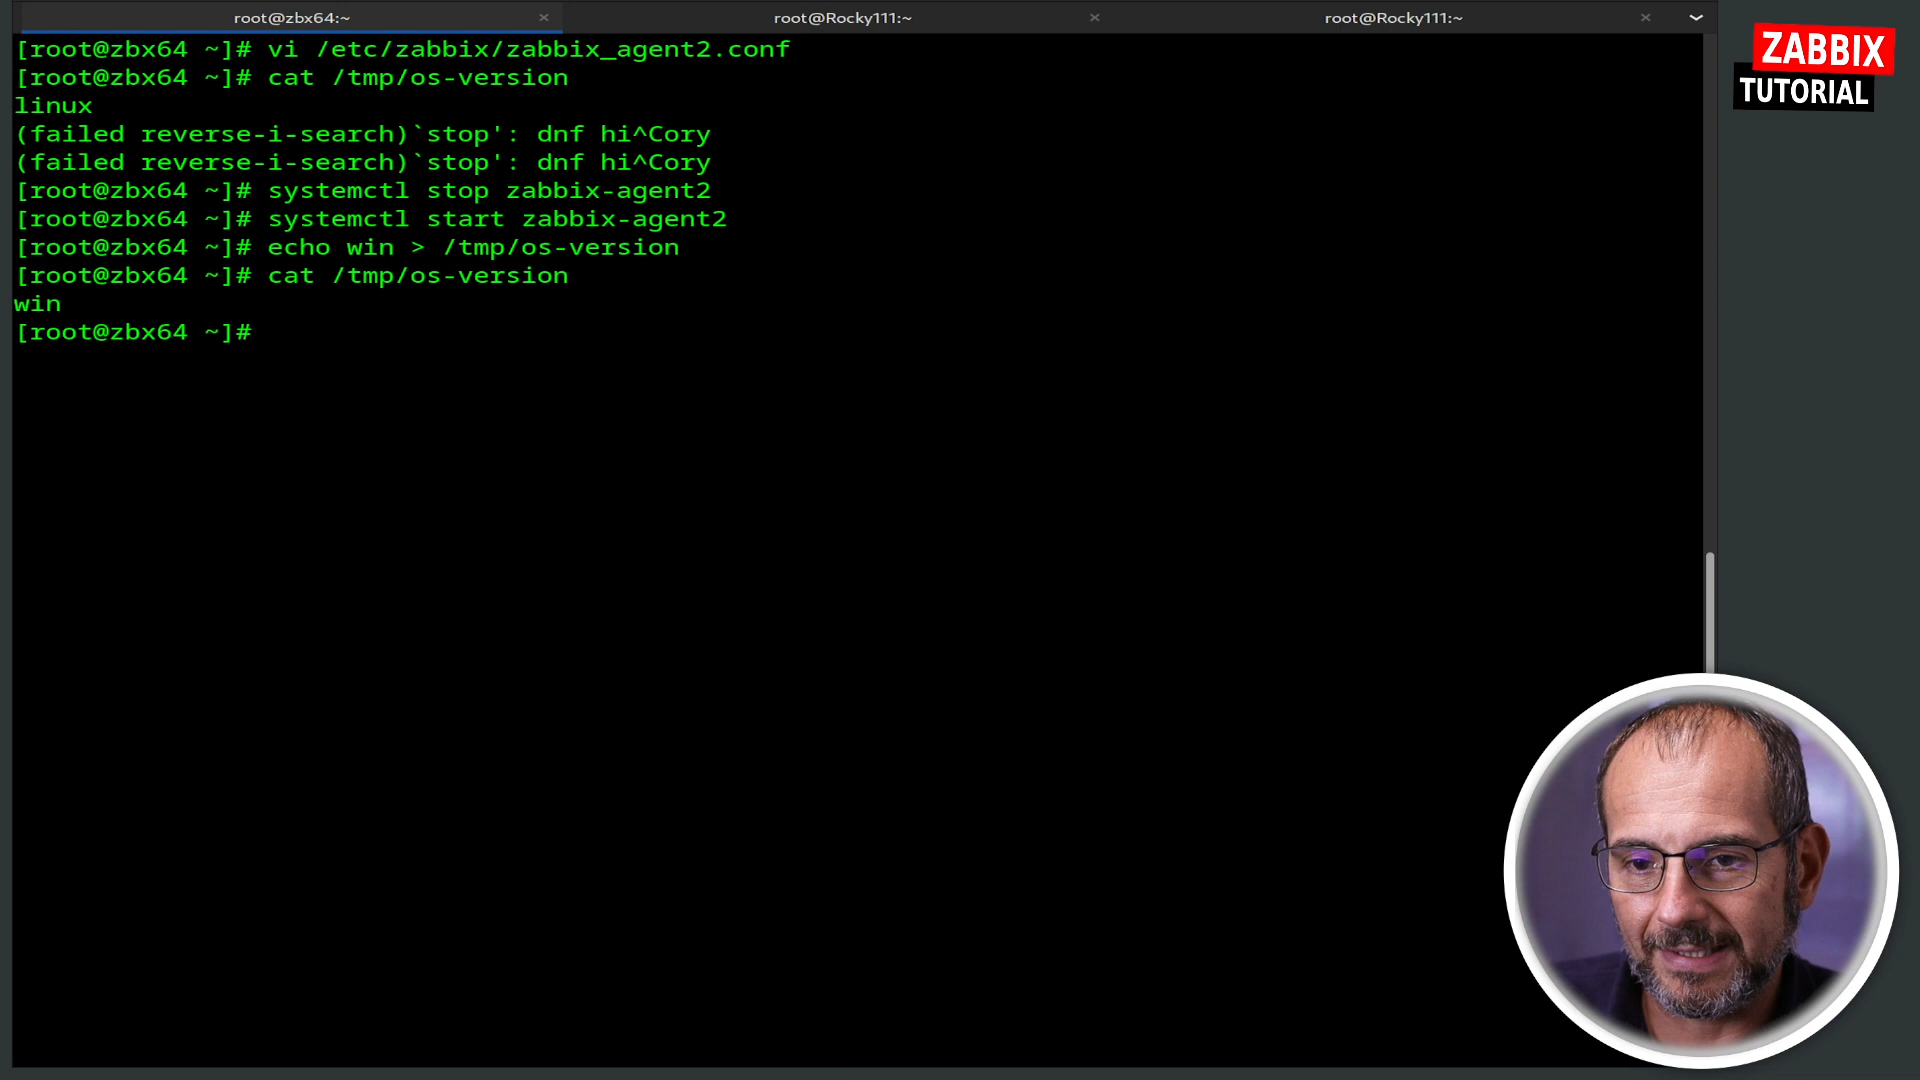 root@zbx64:~ × root@Rocky111:~ × root@Rocky111:~ ×
ZABBIX
TUTORIAL
[root@zbx64 ~]# vi /etc/zabbix/zabbix_agent2.conf
[root@zbx64 ~]# cat /tmp/os-version
linux
(failed reverse-i-search)`stop': dnf hi^Cory
(failed reverse-i-search)`stop': dnf hi^Cory
[root@zbx64 ~]# systemctl stop zabbix-agent2
[root@zbx64 ~]# systemctl start zabbix-agent2
[root@zbx64 ~]# echo win > /tmp/os-version
[root@zbx64 ~]# cat /tmp/os-version
win
[root@zbx64 ~]#